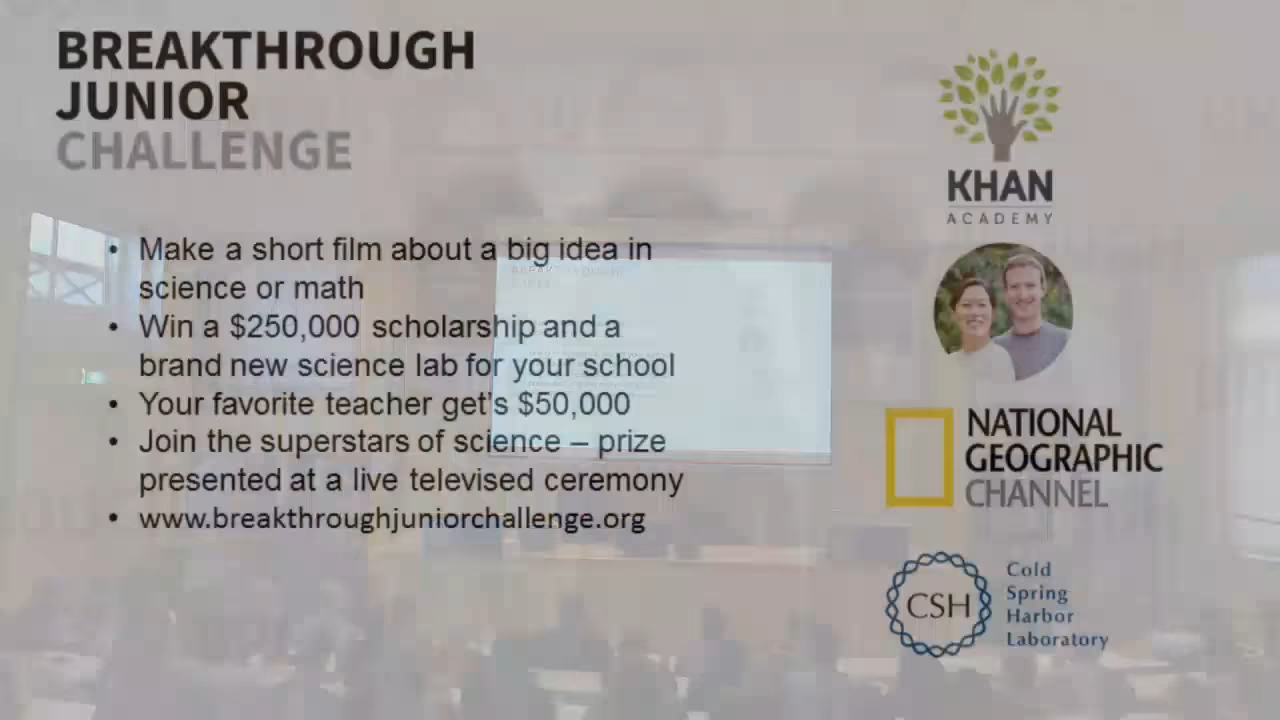 BREAKTHROUGH
JUNIOR
CHALLENGE
• Make a short film about a big idea in
science or math
• Win a $250,000 scholarship and a
brand new science lab for your school
• Your favorite teacher get's $50,000
• Join the superstars of science – prize
presented at a live televised ceremony
• www.breakthroughjuniorchallenge.org
KHAN
ACADEMY
NATIONAL
GEOGRAPHIC
CHANNEL
CSH
Cold
Spring
Harbor
Laboratory